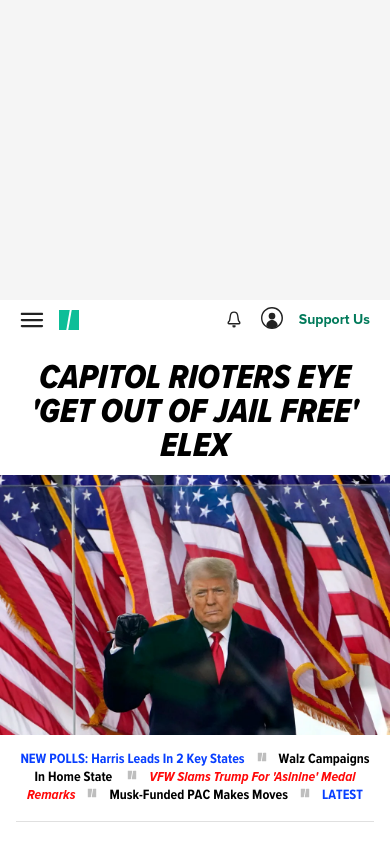 Support Us
CAPITOL RIOTERS EYE
'GET OUT OF JAIL FREE'
ELEX
NEW POLLS: Harris Leads In 2 Key States " Walz Campaigns
In Home State " VFW Slams Trump For 'Asinine' Medal
Remarks " Musk-Funded PAC Makes Moves " LATEST